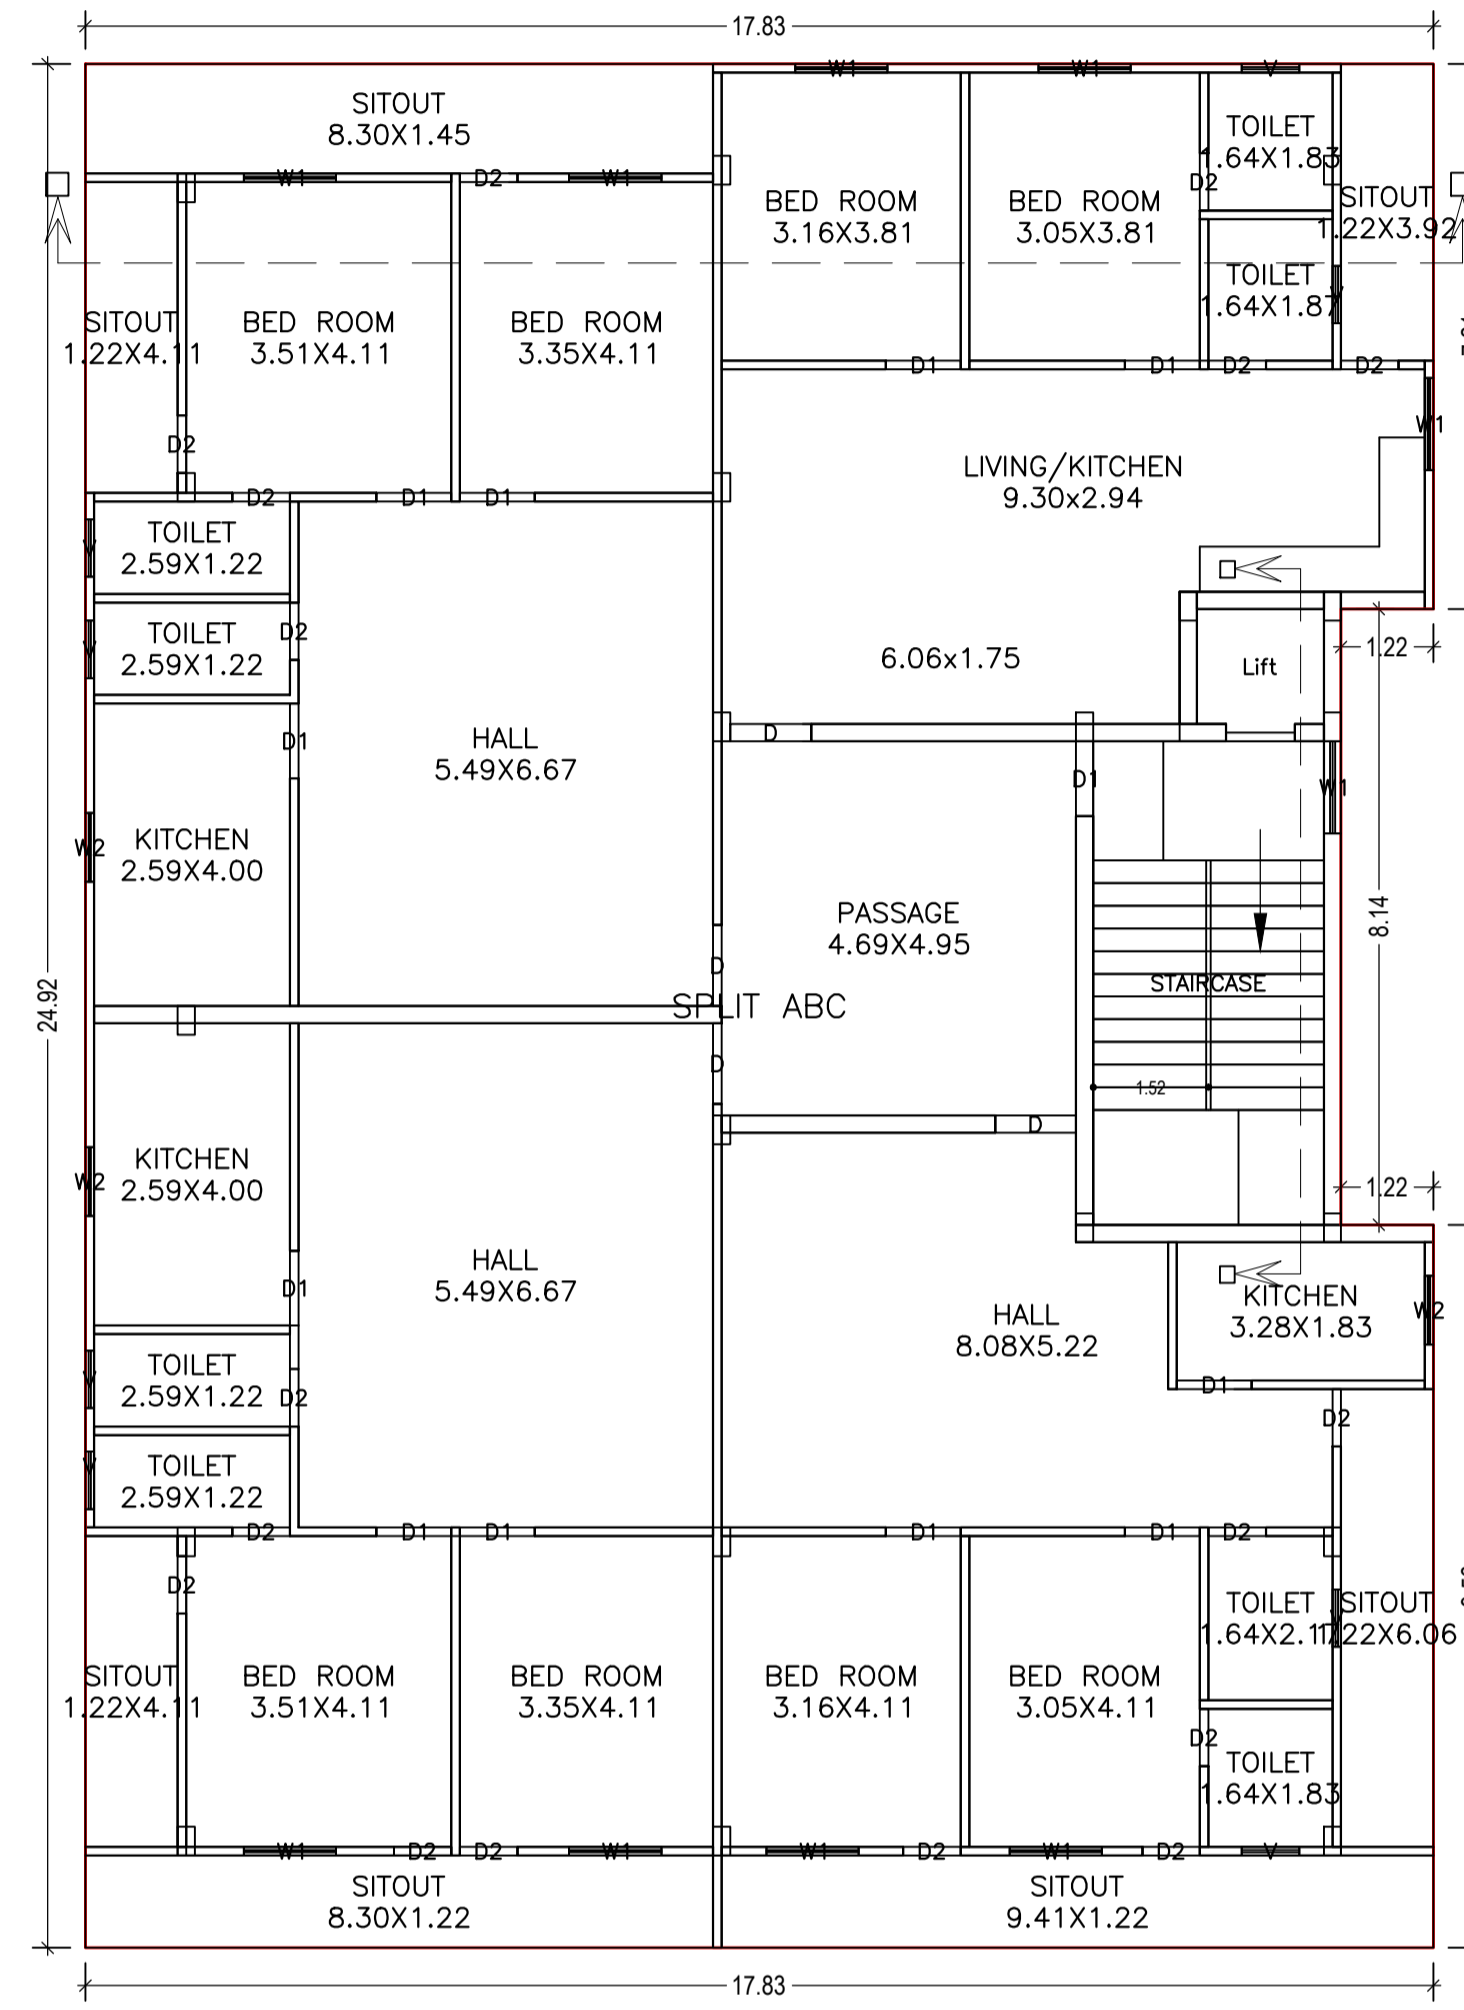 17.83
W1
W1
V
SITOUT
8.30X1.45
TOILET
1.64X1.83
W1
D2
W1
D2
BED ROOM
3.16X3.81
BED ROOM
3.05X3.81
SITOUT
1.22X3.92
TOILET
1.64X1.87
V
SITOUT
1.22X4.11
BED ROOM
3.51X4.11
BED ROOM
3.35X4.11
D1
D1
D2
D2
W1
D2
LIVING/KITCHEN
9.30x2.94
D2
D1
D1
TOILET
2.59X1.22
V
TOILET
2.59X1.22
V
D2
6.06x1.75
Lift
1.22
D
D1
HALL
5.49X6.67
D1
W1
KITCHEN
2.59X4.00
W2
PASSAGE
4.69X4.95
8.14
D
STAIRCASE
24.92
SPLIT ABC
D
1.52
D
KITCHEN
2.59X4.00
W2
1.22
HALL
5.49X6.67
D1
KITCHEN
3.28X1.83
W2
HALL
8.08X5.22
D1
TOILET
2.59X1.22
V
D2
D2
TOILET
2.59X1.22
V
D2
D1
D1
D1
D1
D2
D2
TOILET
1.64X2.17
SITOUT
1.22X6.06
SITOUT
1.22X4.11
BED ROOM
3.51X4.11
BED ROOM
3.35X4.11
BED ROOM
3.16X4.11
BED ROOM
3.05X4.11
D2
TOILET
1.64X1.83
W1
D2
D2
W1
W1
D2
W1
D2
V
SITOUT
8.30X1.22
SITOUT
9.41X1.22
17.83